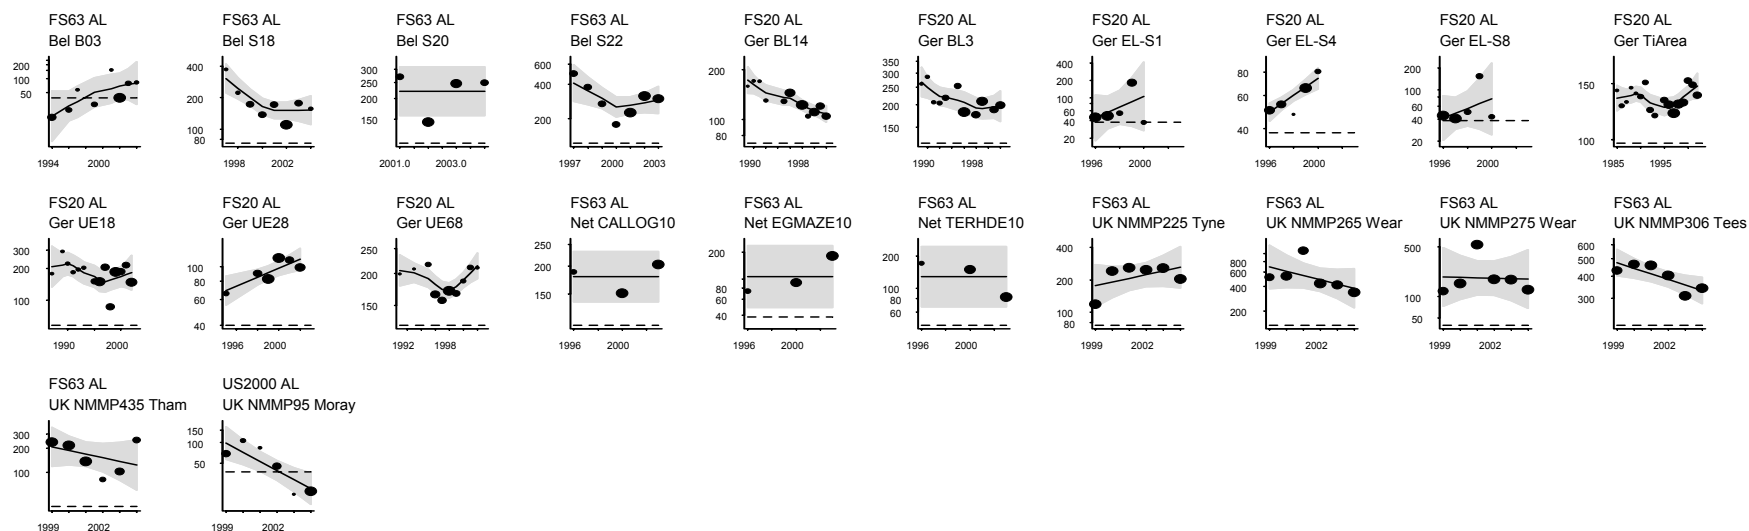 FS63 AL
Bel B03
200
100
50
1994
2000
FS63 AL
Bel S18
400
200
100
80
1998
2002
FS63 AL
Bel S20
300
250
200
150
2001.0
2003.0
FS63 AL
Bel S22
600
400
200
1997
2000
2003
FS20 AL
Ger BL14
200
100
80
1990
1998
FS20 AL
Ger BL3
350
300
250
200
150
1990
1998
FS20 AL
Ger EL-S1
400
200
100
80
60
40
20
1996
2000
FS20 AL
Ger EL-S4
80
60
40
1996
2000
FS20 AL
Ger EL-S8
200
100
80
60
40
20
1996
2000
FS20 AL
Ger TiArea
150
100
1985
1995
FS20 AL
Ger UE18
300
200
100
1990
2000
FS20 AL
Ger UE28
100
80
60
40
1996
2002
FS20 AL
Ger UE68
250
200
150
1992
1998
FS63 AL
Net CALLOG10
250
200
150
1996
2000
FS63 AL
Net EGMAZE10
200
80
60
40
1996
2000
FS63 AL
Net TERHDE10
200
100
80
60
1996
2000
FS63 AL
UK NMMP225 Tyne
400
200
100
80
1999
2002
FS63 AL
UK NMMP265 Wear
800
600
400
200
1999
2002
FS63 AL
UK NMMP275 Wear
500
100
50
1999
2002
FS63 AL
UK NMMP306 Tees
600
500
400
300
1999
2002
FS63 AL
UK NMMP435 Tham
300
200
100
1999
2002
US2000 AL
UK NMMP95 Moray
150
100
50
1999
2002